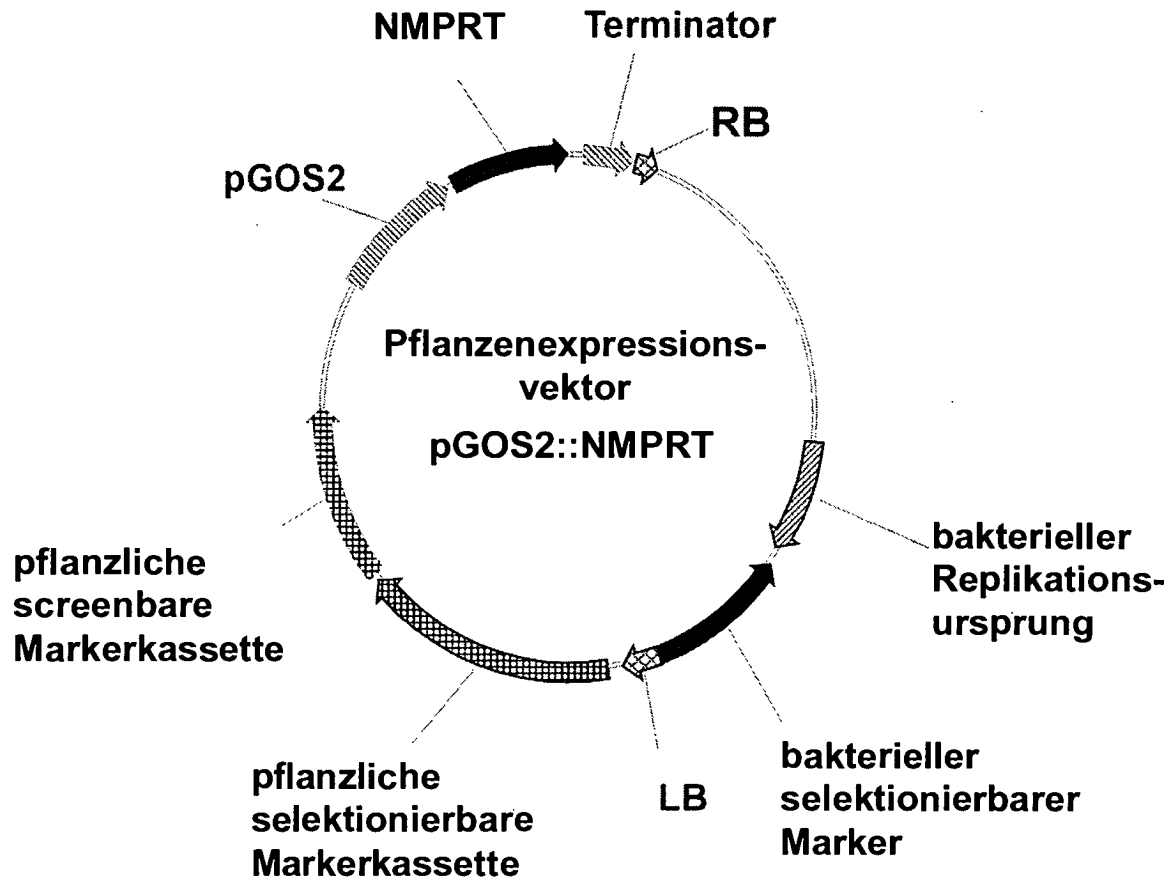 NMPRT
Terminator
RB
pGOS2
Pflanzenexpressions-
vektor
pGOS2::NMPRT
bakterieller
Replikations-
ursprung
pflanzliche
screenbare
Markerkassette
pflanzliche
selektionierbare
Markerkassette
LB
bakterieller
selektionierbarer
Marker